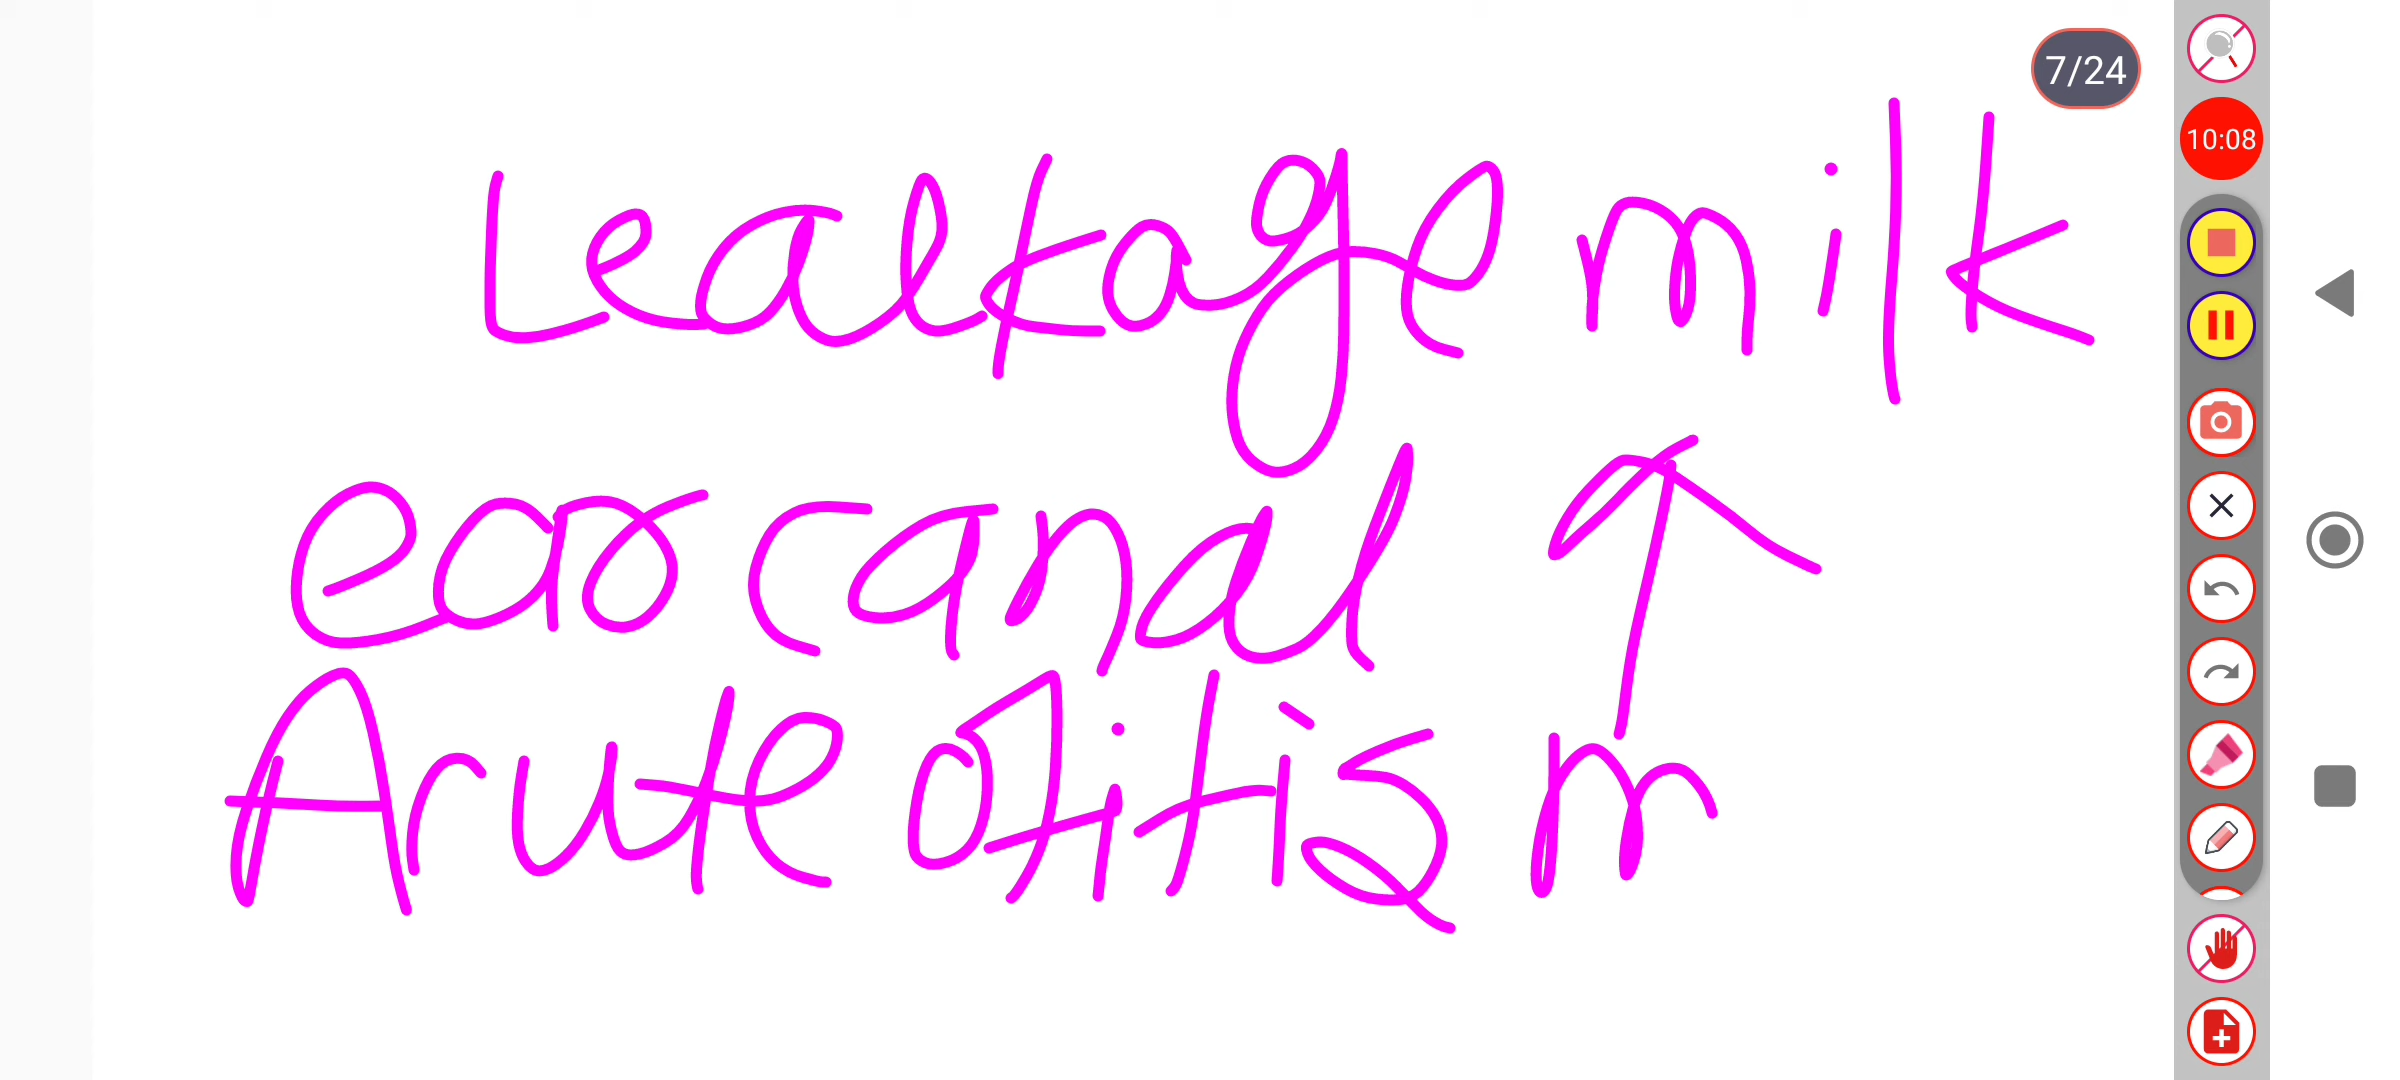 7/24
10:08
Leakage milk
ear canal ↑
Acute otitis m